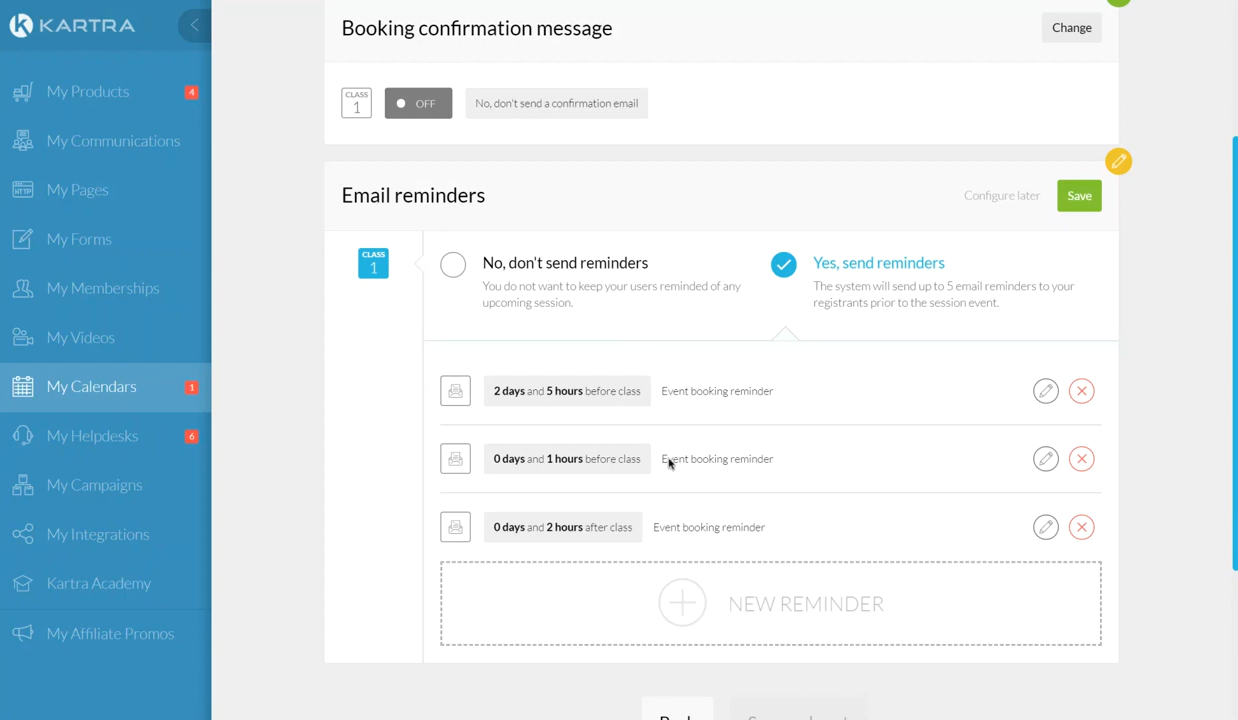 KARTRA
My Products 4
My Communications
HTTP My Pages
My Forms
My Memberships
My Videos
My Calendars 1
My Helpdesks 6
My Campaigns
My Integrations
Kartra Academy
My Affiliate Promos
Booking confirmation message
Change
CLASS
1
OFF
No, don't send a confirmation email
Email reminders
Configure later
Save
CLASS
1
No, don't send reminders
You do not want to keep your users reminded of any
upcoming session.
Yes, send reminders
The system will send up to 5 email reminders to your
registrants prior to the session event.
2 days and 5 hours before class Event booking reminder
0 days and 1 hours before class Event booking reminder
0 days and 2 hours after class Event booking reminder
NEW REMINDER